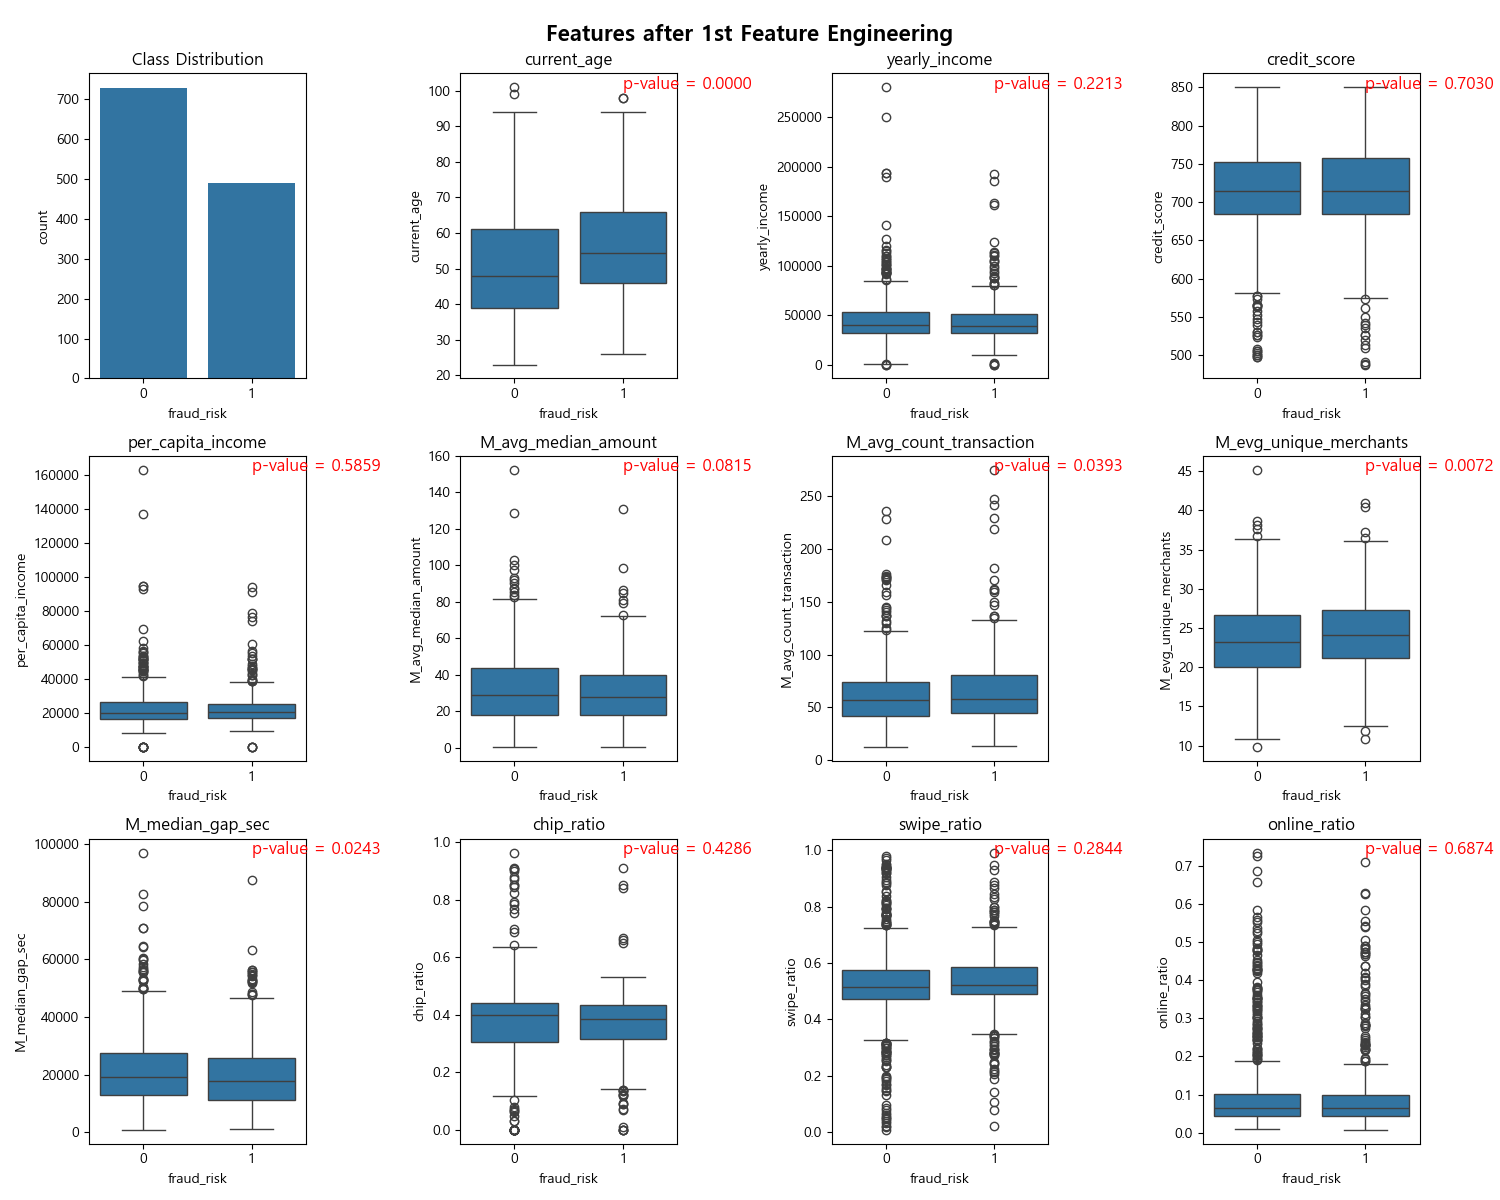 Features after 1st Feature Engineering
Class Distribution
count
700
600
500
400
300
200
100
0
0 1
fraud_risk
current_age
p-value = 0.0000
current_age
100
90
80
70
60
50
40
30
20
0 1
fraud_risk
yearly_income
p-value = 0.2213
yearly_income
250000
200000
150000
100000
50000
0
0 1
fraud_risk
credit_score
p-value = 0.7030
credit_score
850
800
750
700
650
600
550
500
0 1
fraud_risk
per_capita_income
p-value = 0.5859
per_capita_income
160000
140000
120000
100000
80000
60000
40000
20000
0
0 1
fraud_risk
M_avg_median_amount
p-value = 0.0815
M_avg_median_amount
160
140
120
100
80
60
40
20
0
0 1
fraud_risk
M_avg_count_transaction
p-value = 0.0393
M_avg_count_transaction
250
200
150
100
50
0
0 1
fraud_risk
M_evg_unique_merchants
p-value = 0.0072
M_evg_unique_merchants
45
40
35
30
25
20
15
10
0 1
fraud_risk
M_median_gap_sec
p-value = 0.0243
M_median_gap_sec
100000
80000
60000
40000
20000
0
0 1
fraud_risk
chip_ratio
p-value = 0.4286
chip_ratio
1.0
0.8
0.6
0.4
0.2
0.0
0 1
fraud_risk
swipe_ratio
p-value = 0.2844
swipe_ratio
1.0
0.8
0.6
0.4
0.2
0.0
0 1
fraud_risk
online_ratio
p-value = 0.6874
online_ratio
0.7
0.6
0.5
0.4
0.3
0.2
0.1
0.0
0 1
fraud_risk